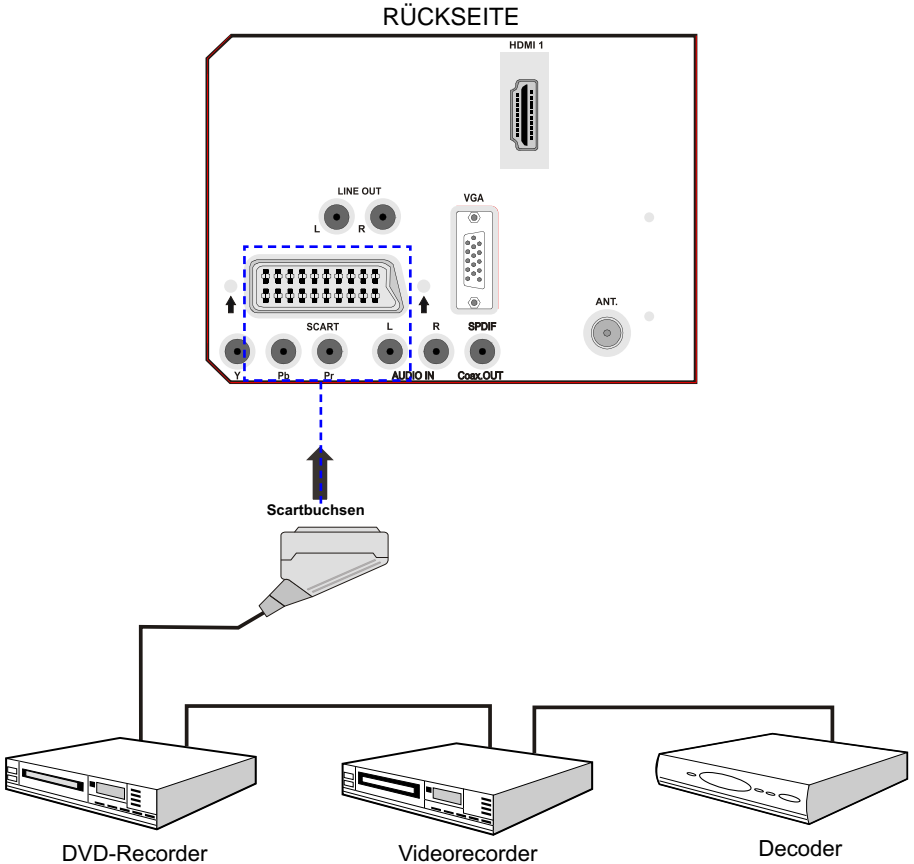 RÜCKSEITE
HDMI 1
LINE OUT
L
R
VGA
ANT.
SCART
L
R
SPDIF
Y
Pb
Pr
AUDIO IN
Coax.OUT
Scartbuchsen
DVD-Recorder
Videorecorder
Decoder